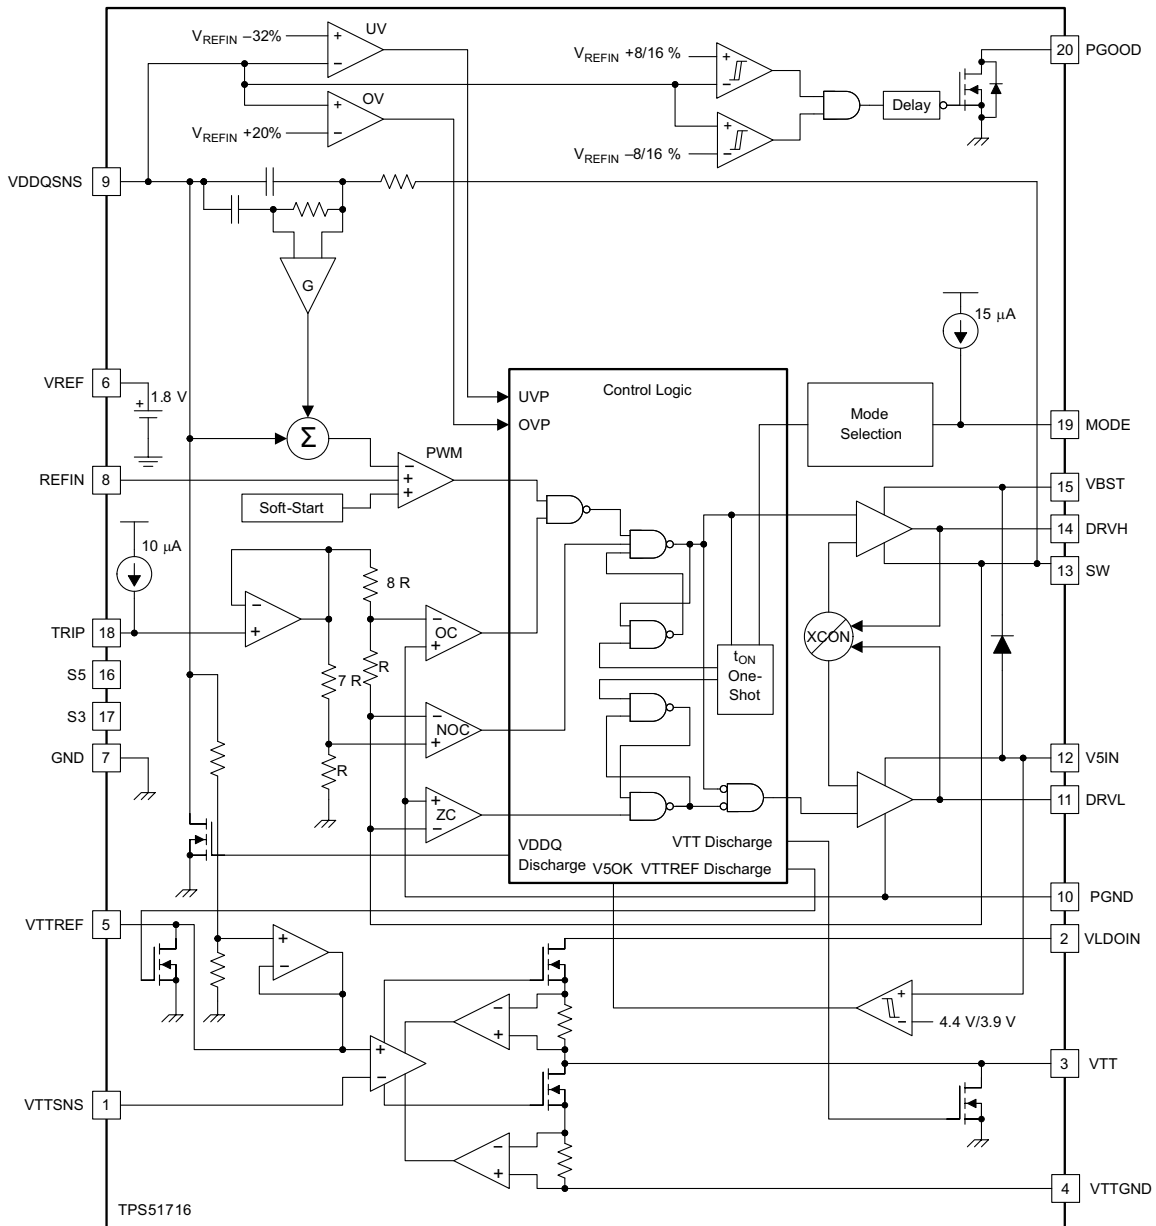 V_REFIN –32%
+
–
UV
V_REFIN +8/16 %
+
–
20
PGOOD
+
–
OV
V_REFIN +20%
Delay
+
–
V_REFIN –8/16 %
VDDQSNS
9
G
15 µA
VREF
6
+
1.8 V
Control Logic
UVP
OVP
Mode
Selection
19
MODE
Σ
PWM
–
+
+
REFIN
8
Soft-Start
15
VBST
14
DRVH
13
SW
10 µA
8 R
TRIP
18
–
+
–
OC
+
XCON
S5
16
R
t_ON
One-
Shot
7 R
S3
17
–
NOC
+
GND
7
R
12
V5IN
+
ZC
–
11
DRVL
VDDQ
Discharge
VTT Discharge
V5OK
VTTREF Discharge
10
PGND
VTTREF
5
+
–
2
VLDOIN
–
+
+
–
4.4 V/3.9 V
+
–
3
VTT
VTTSNS
1
–
+
4
VTTGND
TPS51716